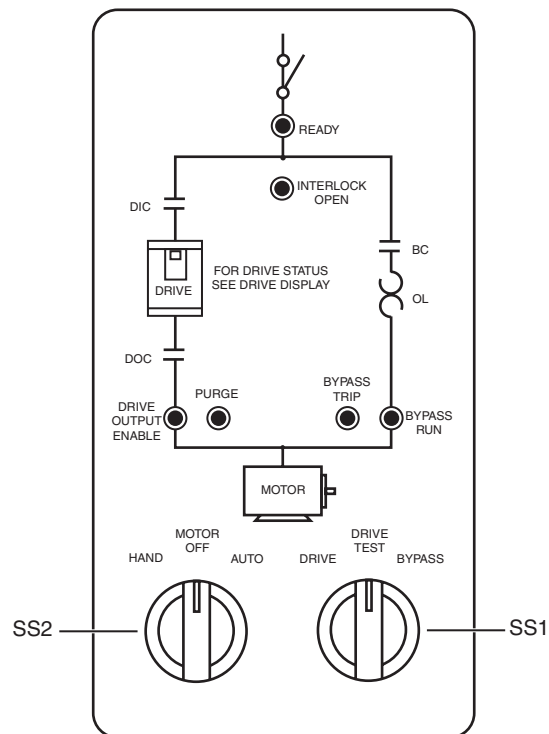 READY
INTERLOCK
OPEN
DIC
BC
FOR DRIVE STATUS
SEE DRIVE DISPLAY
DRIVE
OL
DOC
DRIVE
OUTPUT
ENABLE
PURGE
BYPASS
TRIP
BYPASS
RUN
MOTOR
HAND
MOTOR
OFF
AUTO
DRIVE
DRIVE
TEST
BYPASS
SS2
SS1